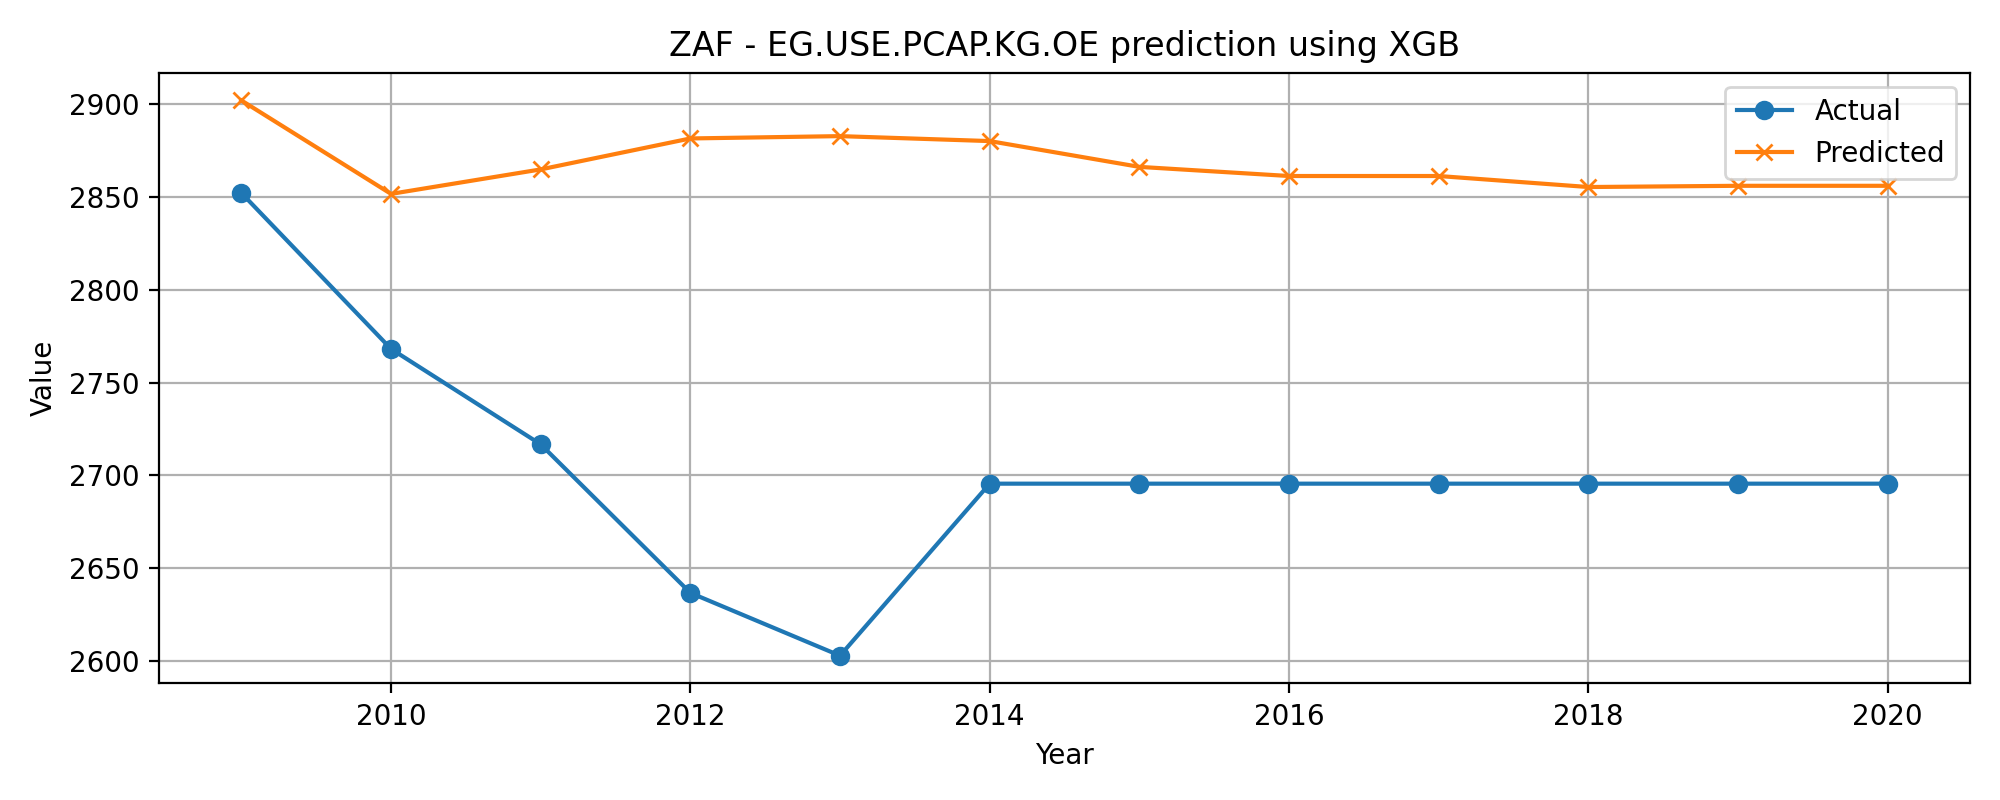 ZAF - EG.USE.PCAP.KG.OE prediction using XGB
Actual
Predicted
2900
2850
2800
2750
2700
2650
2600
Value
2010 2012 2014 2016 2018 2020
Year